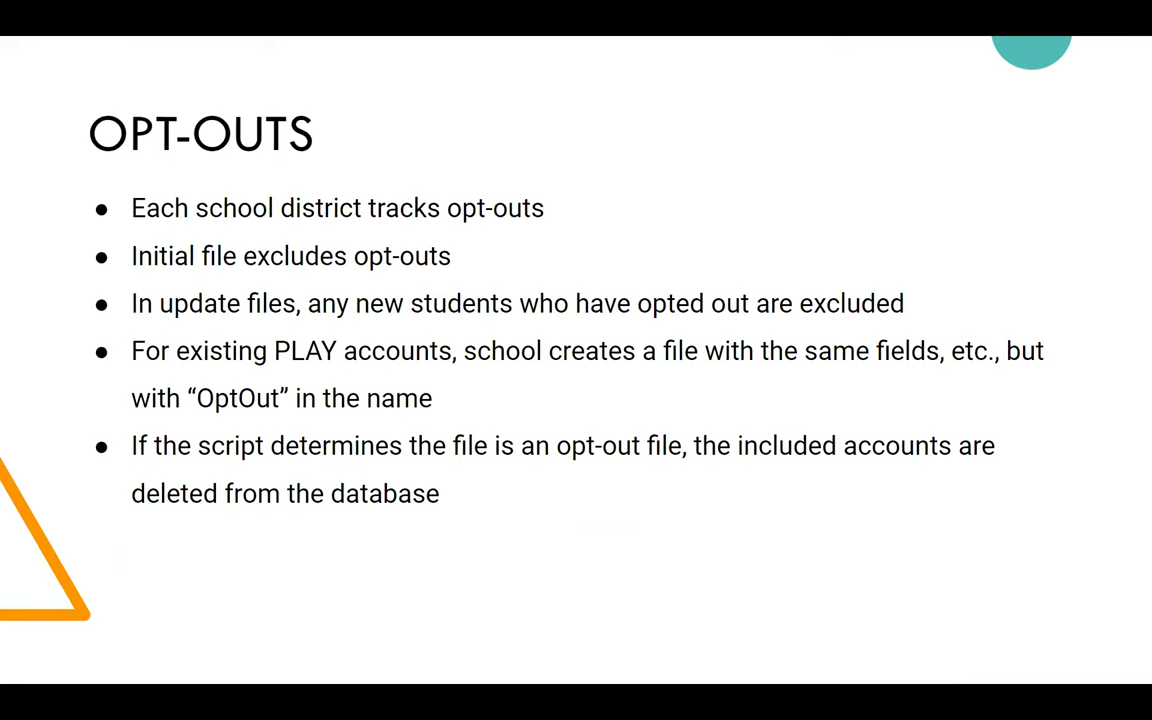 OPT-OUTS
● Each school district tracks opt-outs
● Initial file excludes opt-outs
● In update files, any new students who have opted out are excluded
● For existing PLAY accounts, school creates a file with the same fields, etc., but
with “OptOut” in the name
● If the script determines the file is an opt-out file, the included accounts are
deleted from the database